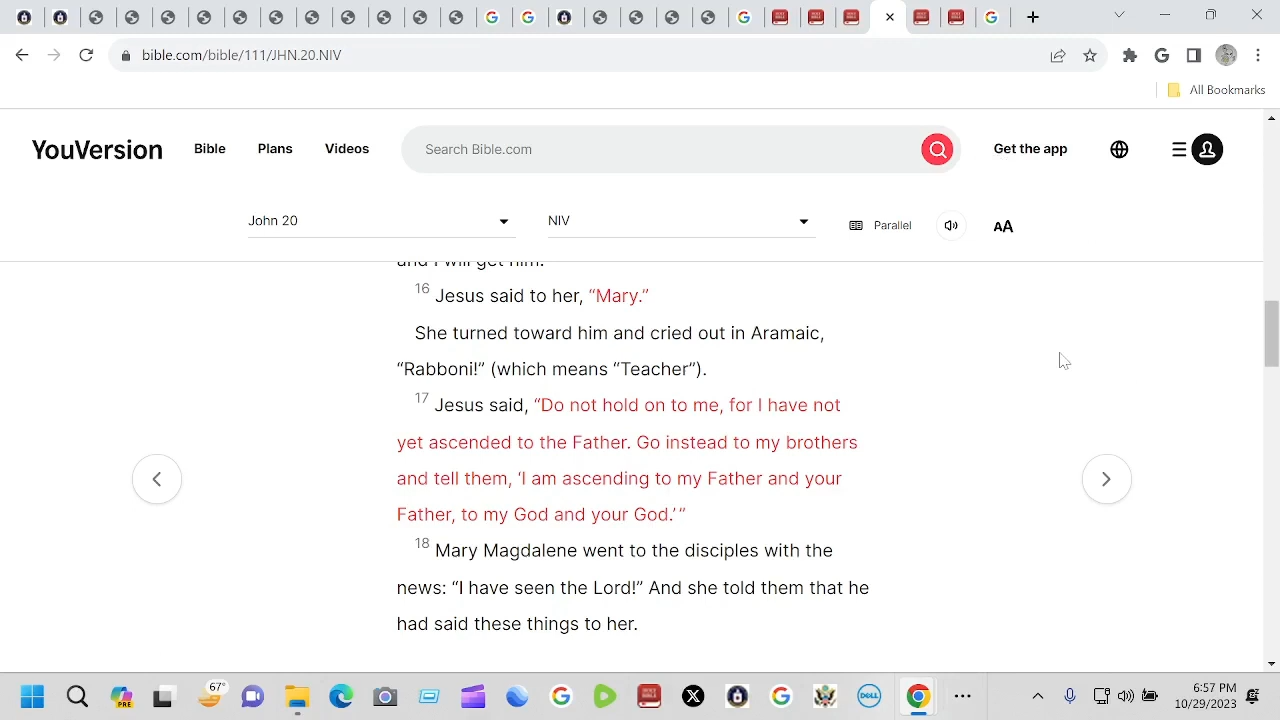 bible.com/bible/111/JHN.20.NIV
All Bookmarks
YouVersion Bible Plans Videos Search Bible.com Get the app
John 20 NIV Parallel AA
and I will get him.”
16 Jesus said to her, “Mary.”
She turned toward him and cried out in Aramaic,
“Rabboni!” (which means “Teacher”).
17 Jesus said, “Do not hold on to me, for I have not
yet ascended to the Father. Go instead to my brothers
and tell them, ‘I am ascending to my Father and your
Father, to my God and your God.’ ”
18 Mary Magdalene went to the disciples with the
news: “I have seen the Lord!” And she told them that he
had said these things to her.
67°
PRE
DELL
6:57 PM
10/29/2023